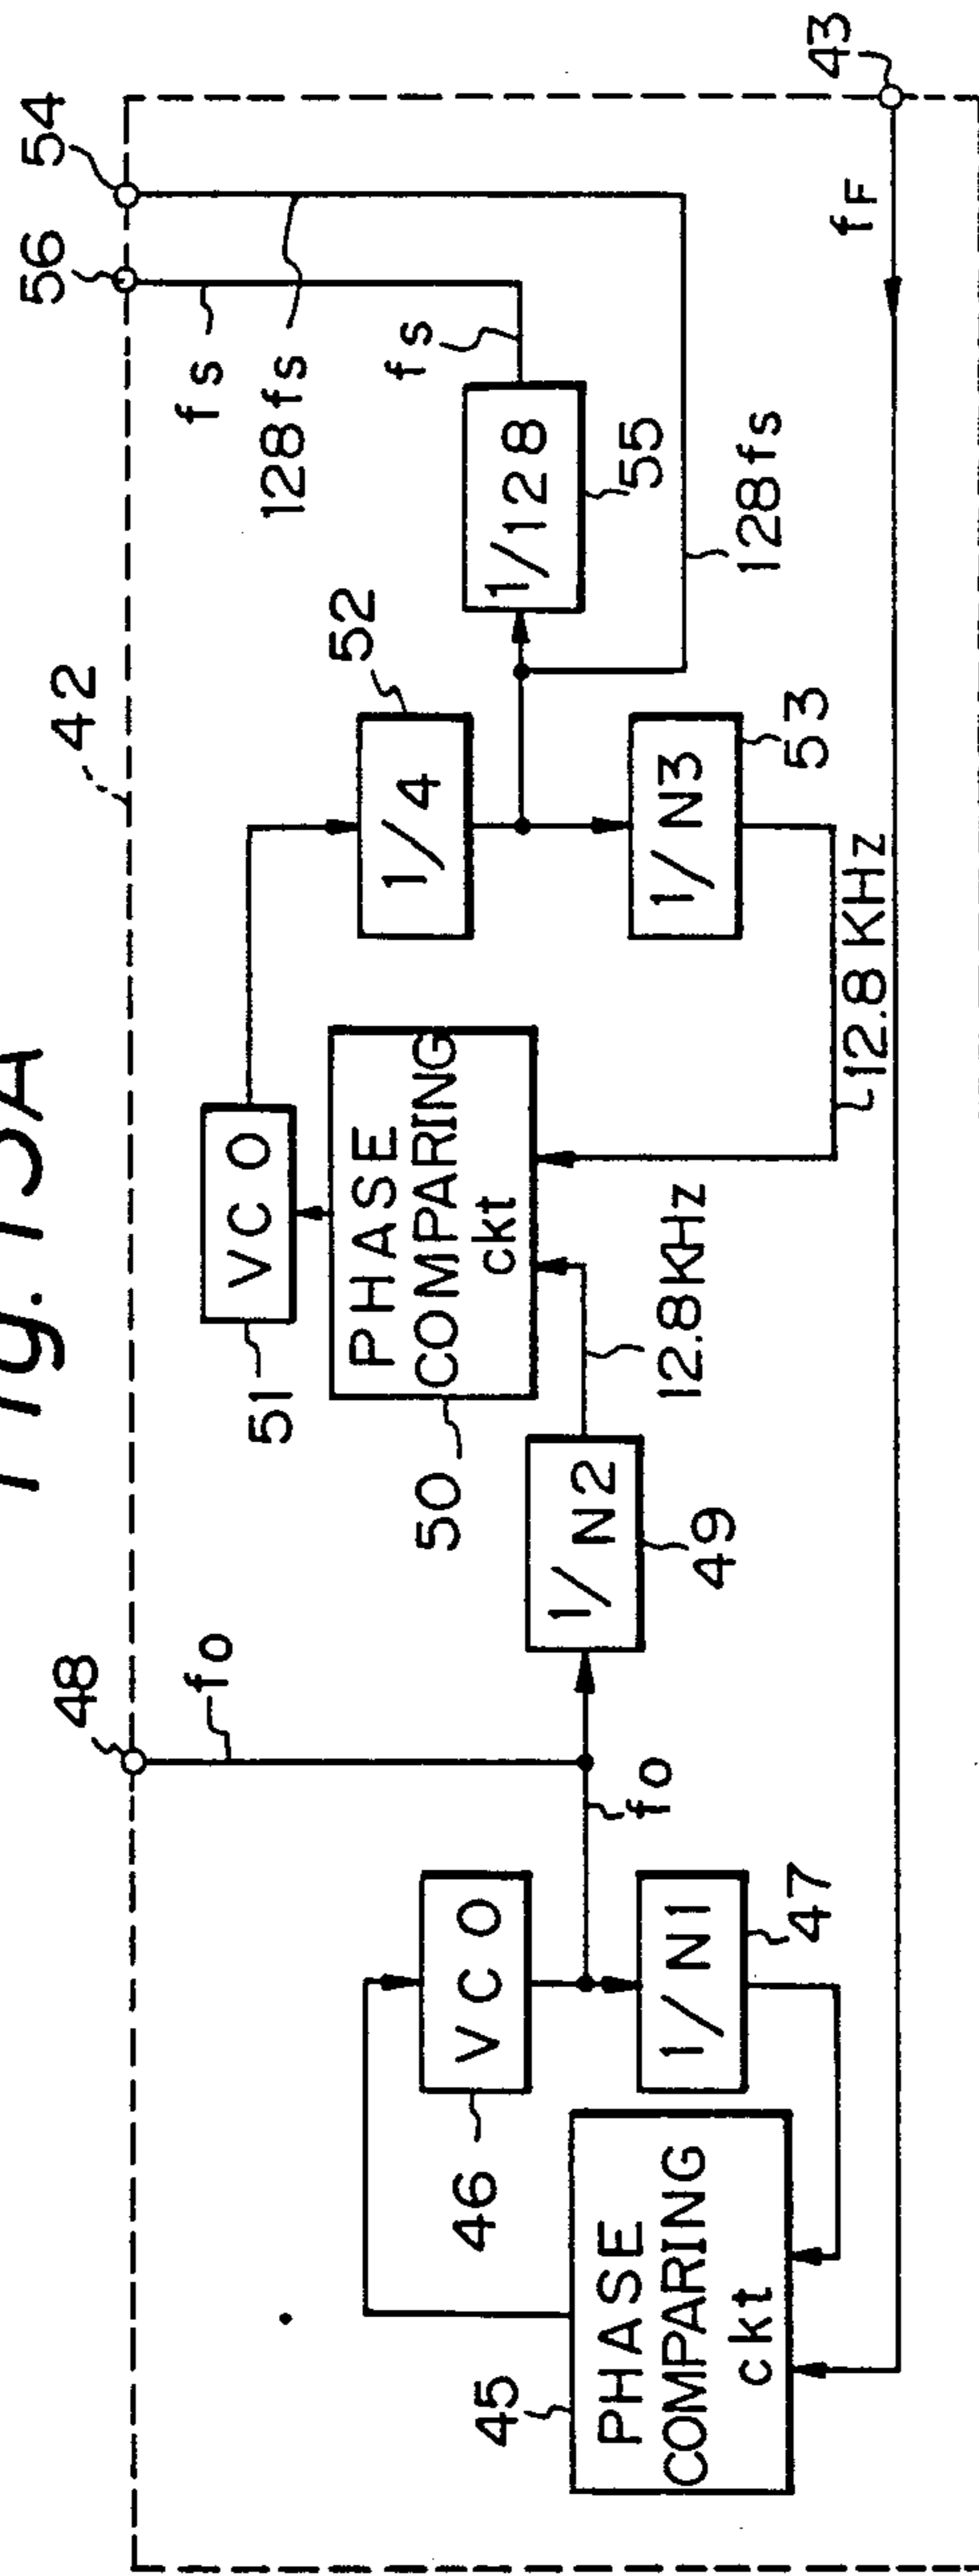 Fig. 13A
42
43
54
56
48
fs
128fs
fs
fF
fo
VCO
51
1/4
52
1/128
55
128fs
PHASE
COMPARING
ckt
50
1/N3
53
12.8KHz
12.8KHz
1/N2
49
fo
VCO
46
1/N1
47
PHASE
COMPARING
ckt
45